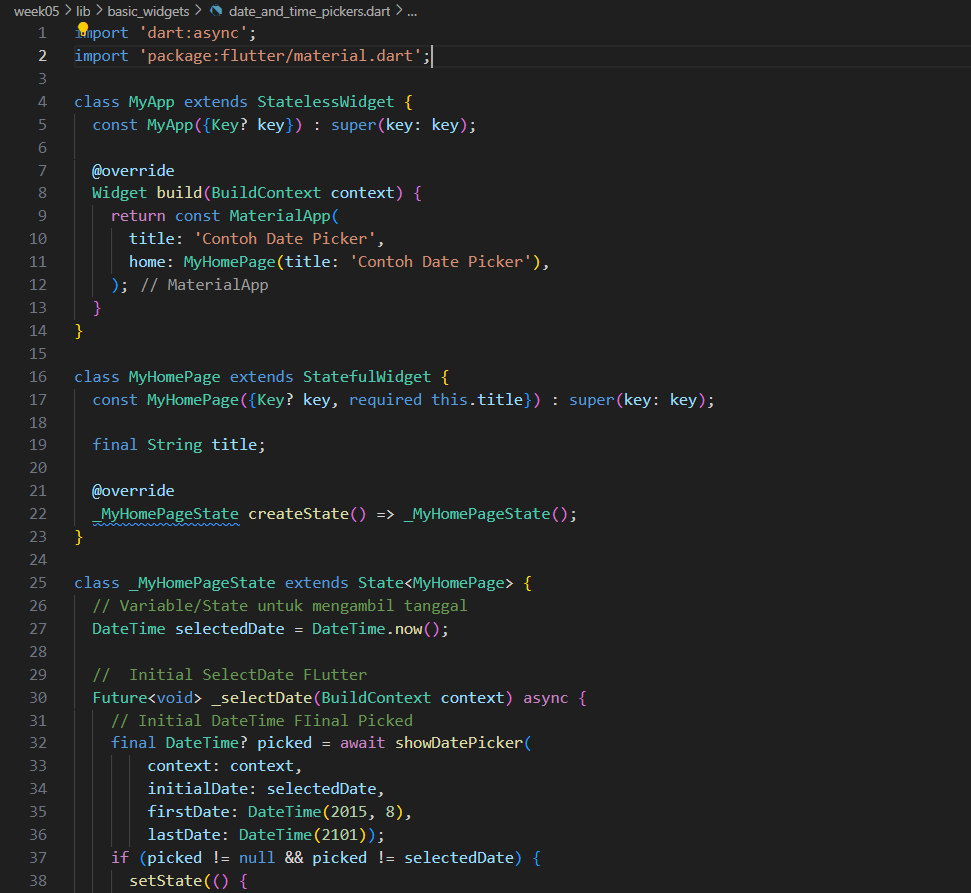 week05 > lib > basic_widgets > date_and_time_pickers.dart > ...
1 import 'dart:async';
2 import 'package:flutter/material.dart';
3
4 class MyApp extends StatelessWidget {
5   const MyApp({Key? key}) : super(key: key);
6
7   @override
8   Widget build(BuildContext context) {
9     return const MaterialApp(
10       title: 'Contoh Date Picker',
11       home: MyHomePage(title: 'Contoh Date Picker'),
12     ); // MaterialApp
13   }
14 }
15
16 class MyHomePage extends StatefulWidget {
17   const MyHomePage({Key? key, required this.title}) : super(key: key);
18
19   final String title;
20
21   @override
22   _MyHomePageState createState() => _MyHomePageState();
23 }
24
25 class _MyHomePageState extends State<MyHomePage> {
26   // Variable/State untuk mengambil tanggal
27   DateTime selectedDate = DateTime.now();
28
29   //  Initial SelectDate FLutter
30   Future<void> _selectDate(BuildContext context) async {
31     // Initial DateTime FIinal Picked
32     final DateTime? picked = await showDatePicker(
33         context: context,
34         initialDate: selectedDate,
35         firstDate: DateTime(2015, 8),
36         lastDate: DateTime(2101));
37     if (picked != null && picked != selectedDate) {
38       setState(() {